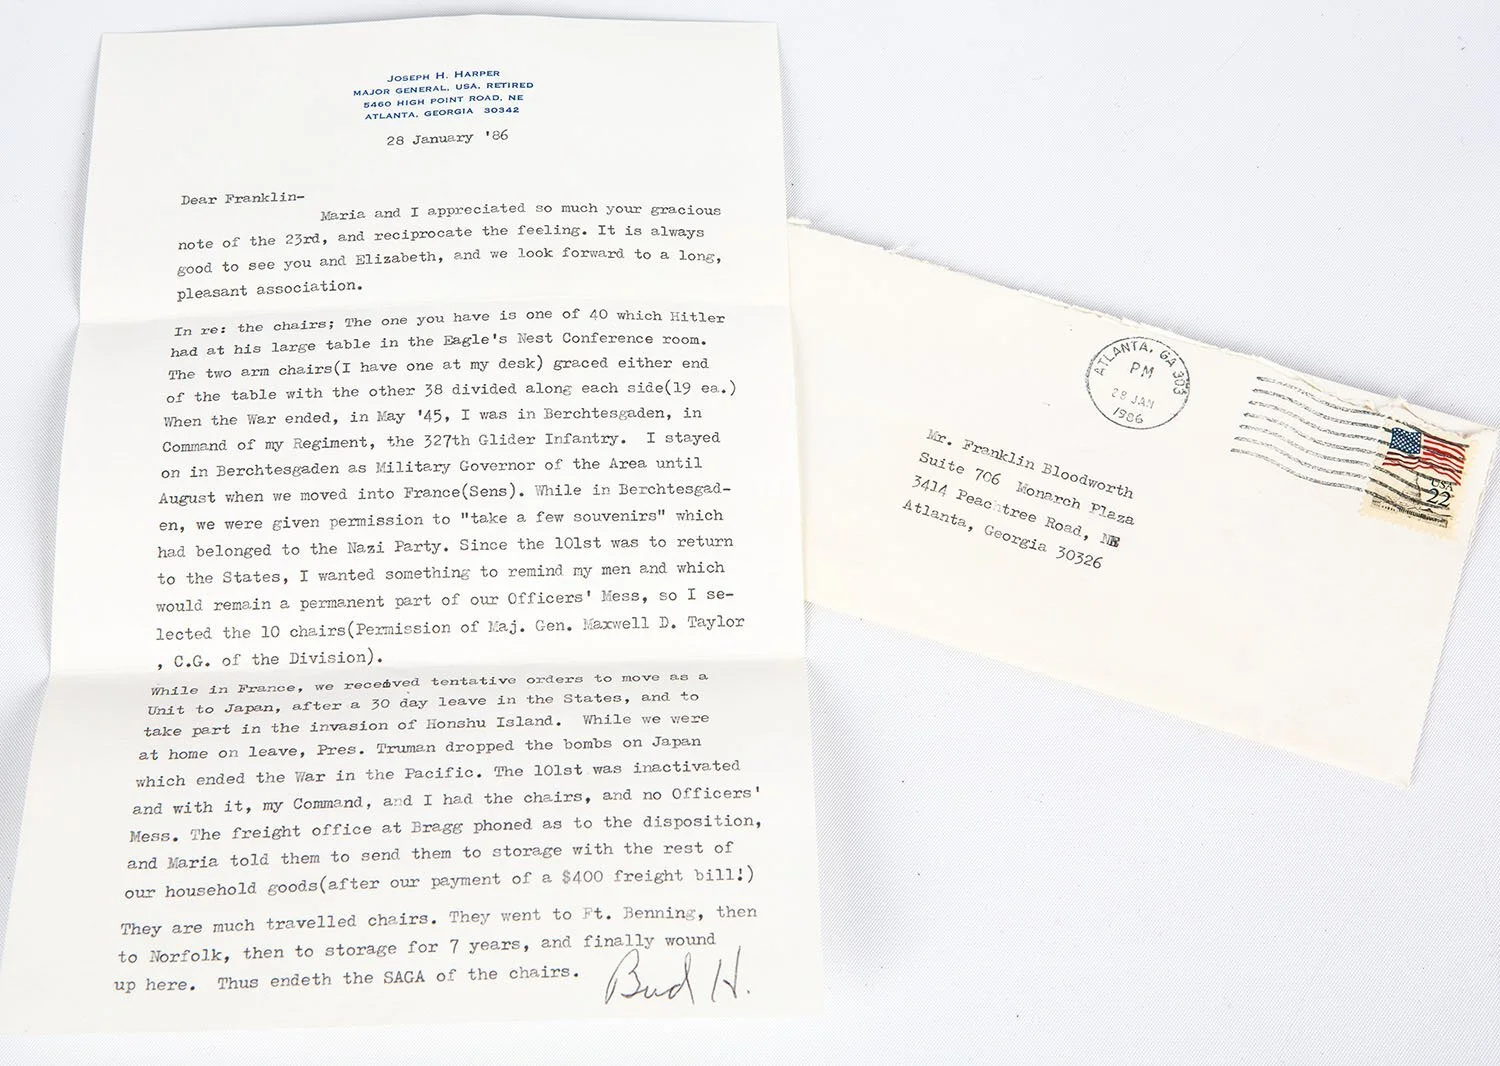 JOSEPH H. HARPER
MAJOR GENERAL, USA, RETIRED
5460 HIGH POINT ROAD, NE
ATLANTA, GEORGIA 30342
28 January '86
Dear Franklin-
Maria and I appreciated so much your gracious
note of the 23rd, and reciprocate the feeling. It is always
good to see you and Elizabeth, and we look forward to a long,
pleasant association.
In re: the chairs; The one you have is one of 40 which Hitler
had at his large table in the Eagle's Nest Conference room.
The two arm chairs(I have one at my desk) graced either end
of the table with the other 38 divided along each side(19 ea.)
When the War ended, in May '45, I was in Berchtesgaden, in
Command of my Regiment, the 327th Glider Infantry. I stayed
on in Berchtesgaden as Military Governor of the Area until
August when we moved into France(Sens). While in Berchtesgad-
en, we were given permission to "take a few souvenirs" which
had belonged to the Nazi Party. Since the 101st was to return
to the States, I wanted something to remind my men and which
would remain a permanent part of our Officers' Mess, so I se-
lected the 10 chairs(Permission of Maj. Gen. Maxwell D. Taylor
, C.G. of the Division).
While in France, we received tentative orders to move as a
Unit to Japan, after a 30 day leave in the States, and to
take part in the invasion of Honshu Island. While we were
at home on leave, Pres. Truman dropped the bombs on Japan
which ended the War in the Pacific. The 101st was inactivated
and with it, my Command, and I had the chairs, and no Officers'
Mess. The freight office at Bragg phoned as to the disposition,
and Maria told them to send them to storage with the rest of
our household goods(after our payment of a $400 freight bill!)
They are much travelled chairs. They went to Ft. Benning, then
to Norfolk, then to storage for 7 years, and finally wound
up here. Thus endeth the SAGA of the chairs.
Bud H.
ATLANTA, GA 303
PM
28 JAN
1986
USA
22
Mr. Franklin Bloodworth
Suite 706 Monarch Plaza
3414 Peachtree Road, NE
Atlanta, Georgia 30326